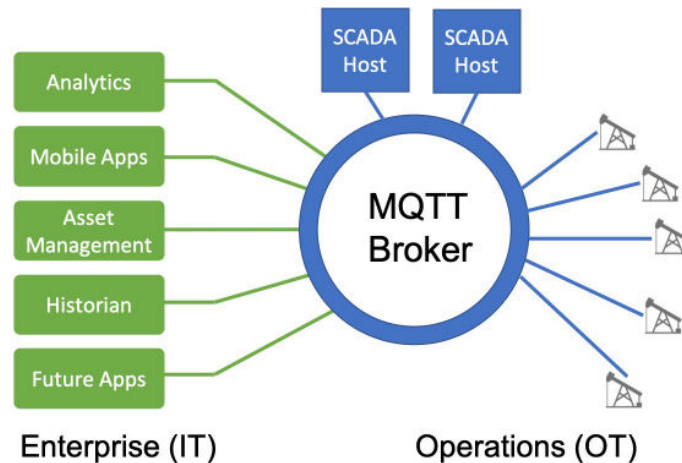 SCADA
Host
SCADA
Host
Analytics
Mobile Apps
Asset
Management
Historian
Future Apps
MQTT
Broker
Enterprise (IT)
Operations (OT)